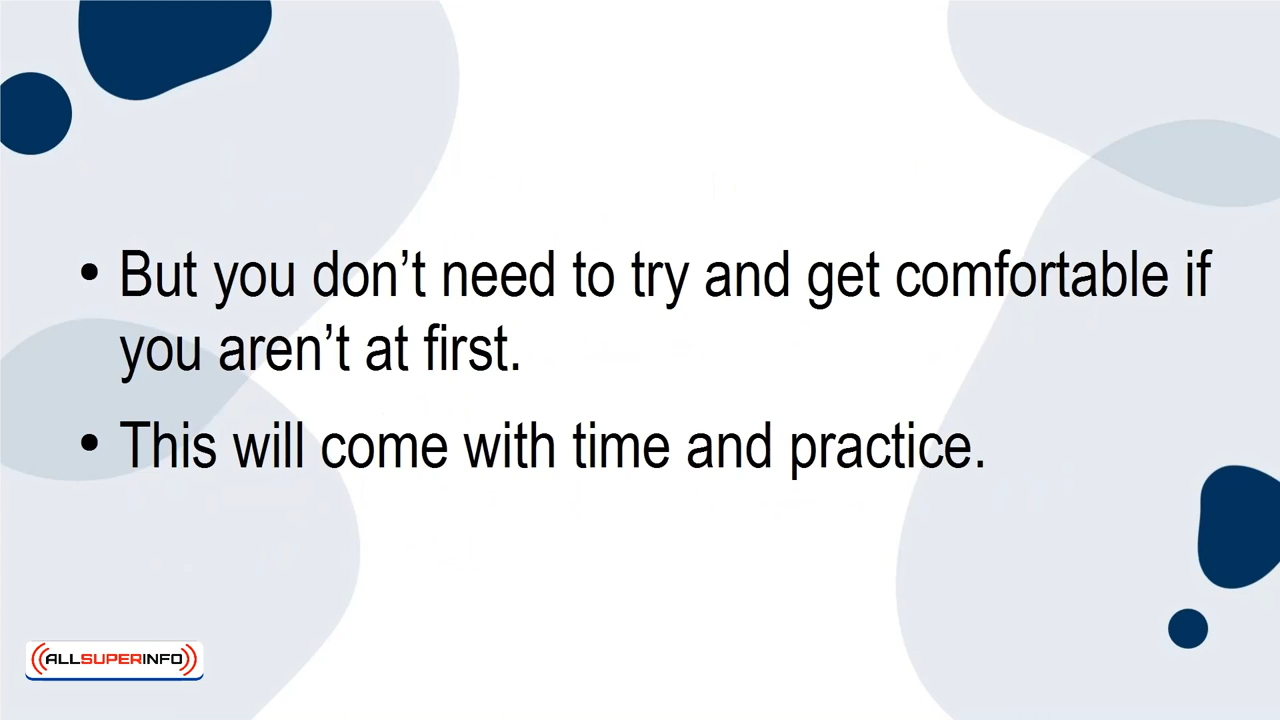 • But you don’t need to try and get comfortable if
you aren’t at first.
• This will come with time and practice.
ALLSUPERINFO